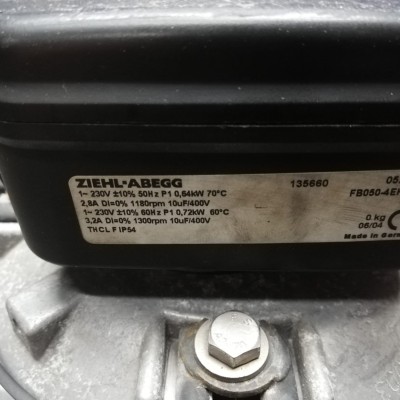 ZIEHL-ABEGG 135660
1~ 230V ±10% 50Hz P1 0,64kW 70°C
2,8A DI=0% 1180rpm 10uF/400V
1~ 230V ±10% 60Hz P1 0,72kW 60°C
3,2A DI=0% 1300rpm 10uF/400V
THCL F IP54
FB050-4E
0 kg
06/04
Made in